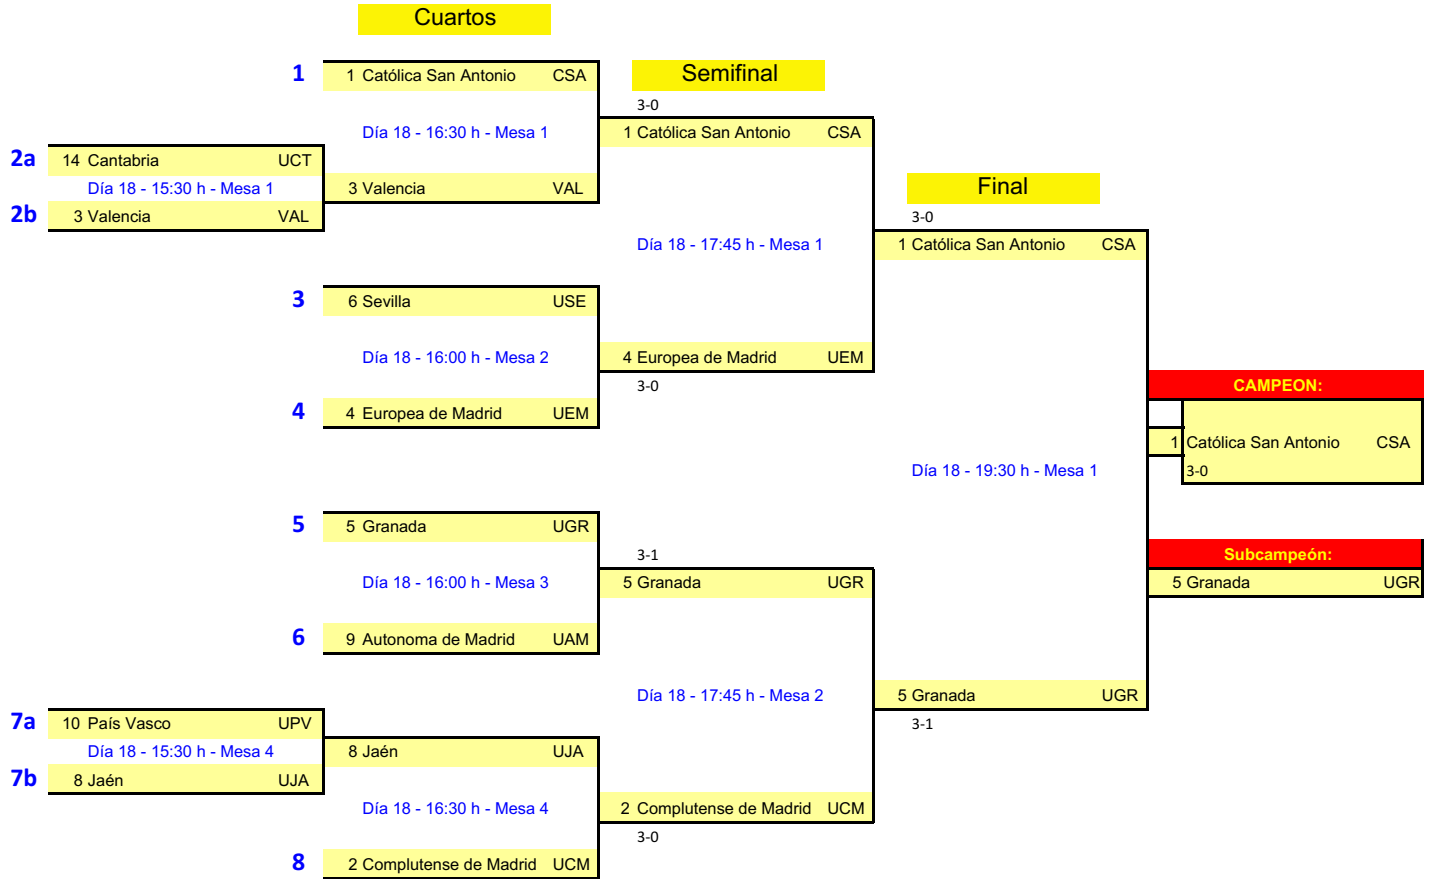 Cuartos
1 1 Católica San Antonio CSA
Semifinal
3-0
Día 18 - 16:30 h - Mesa 1
1 Católica San Antonio CSA
2a 14 Cantabria UCT
Día 18 - 15:30 h - Mesa 1
3 Valencia VAL
Final
2b 3 Valencia VAL
3-0
Día 18 - 17:45 h - Mesa 1
1 Católica San Antonio CSA
3 6 Sevilla USE
Día 18 - 16:00 h - Mesa 2
4 Europea de Madrid UEM
3-0
CAMPEON:
4 4 Europea de Madrid UEM
1 Católica San Antonio CSA
3-0
Día 18 - 19:30 h - Mesa 1
5 5 Granada UGR
3-1
Subcampeón:
Día 18 - 16:00 h - Mesa 3
5 Granada UGR
5 Granada UGR
6 9 Autonoma de Madrid UAM
Día 18 - 17:45 h - Mesa 2
5 Granada UGR
3-1
7a 10 País Vasco UPV
Día 18 - 15:30 h - Mesa 4
8 Jaén UJA
7b 8 Jaén UJA
Día 18 - 16:30 h - Mesa 4
2 Complutense de Madrid UCM
3-0
8 2 Complutense de Madrid UCM